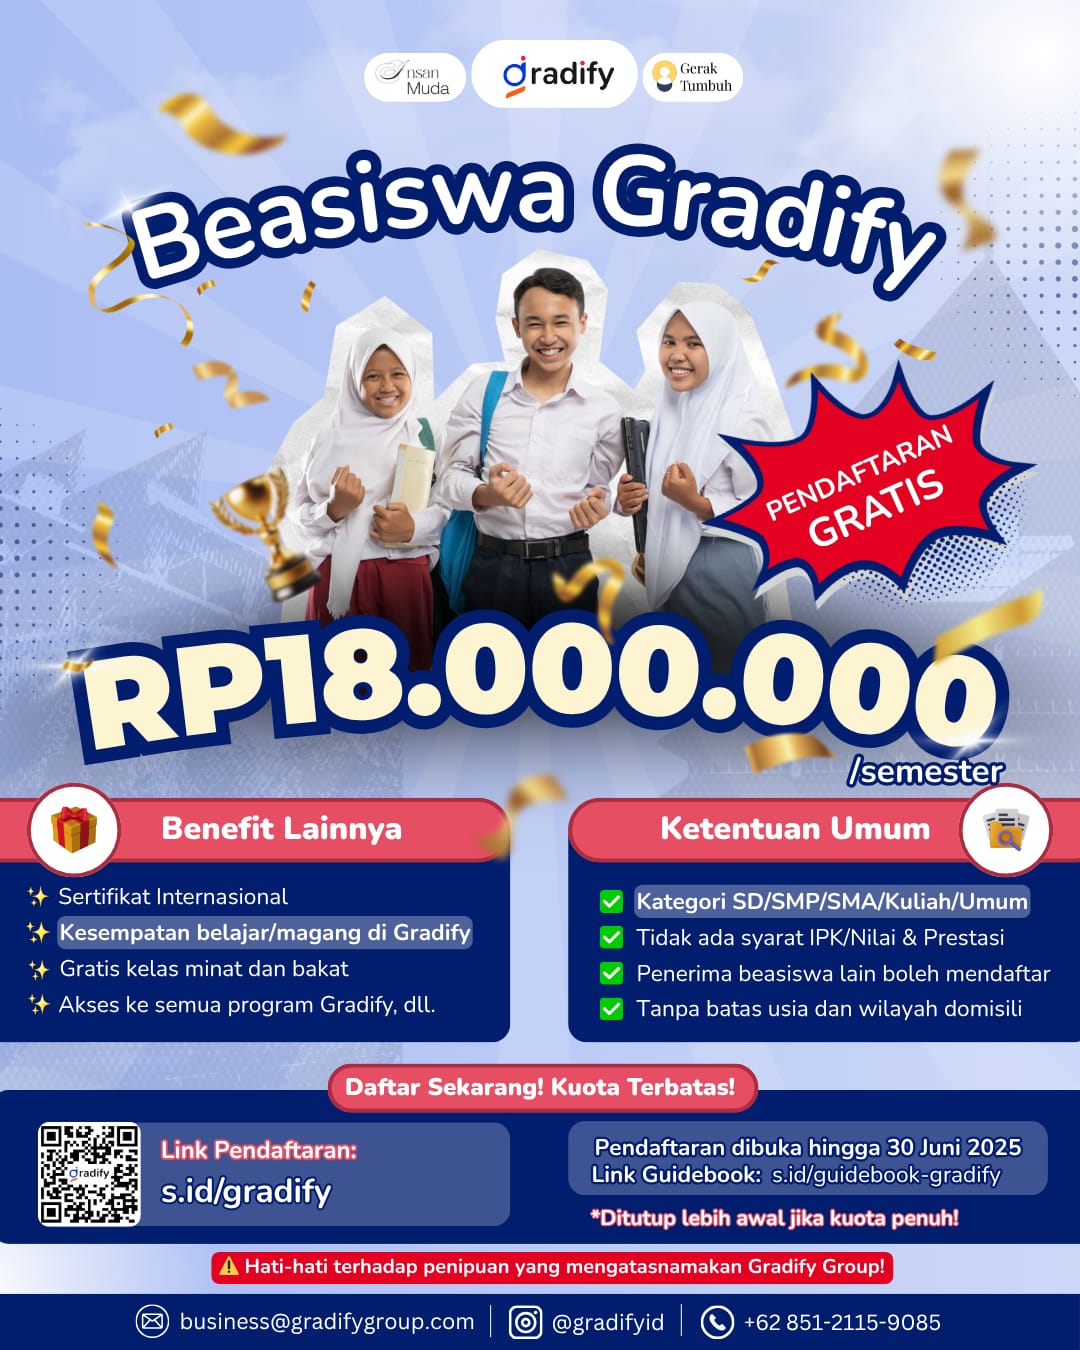 Insan
Muda
gradify
Gerak
Tumbuh
Beasiswa Gradify
PENDAFTARAN
GRATIS
RP18.000.000
/semester
Benefit Lainnya
Sertifikat Internasional
Kesempatan belajar/magang di Gradify
Gratis kelas minat dan bakat
Akses ke semua program Gradify, dll.
Ketentuan Umum
Kategori SD/SMP/SMA/Kuliah/Umum
Tidak ada syarat IPK/Nilai & Prestasi
Penerima beasiswa lain boleh mendaftar
Tanpa batas usia dan wilayah domisili
Daftar Sekarang! Kuota Terbatas!
gradify
Link Pendaftaran:
s.id/gradify
Pendaftaran dibuka hingga 30 Juni 2025
Link Guidebook: s.id/guidebook-gradify
*Ditutup lebih awal jika kuota penuh!
Hati-hati terhadap penipuan yang mengatasnamakan Gradify Group!
business@gradifygroup.com
@gradifyid
+62 851-2115-9085